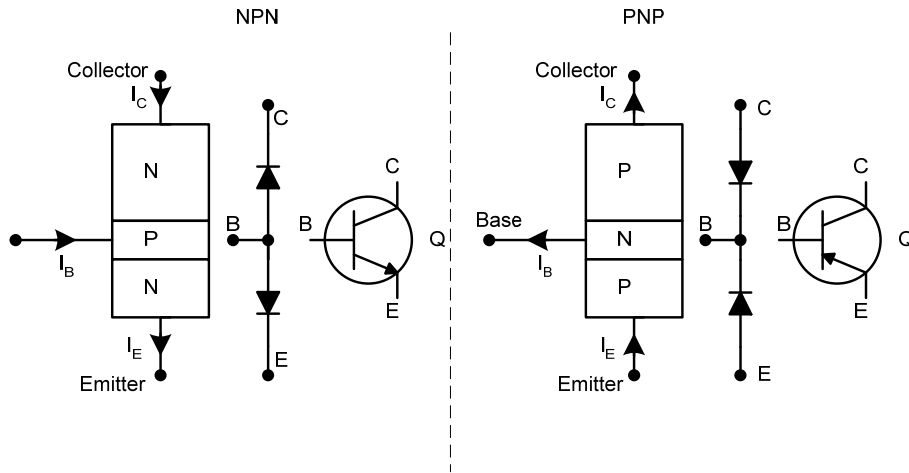 NPN
Collector
I_C
N
P
N
I_B
I_E
Emitter
C
B
E
C
B
Q
E
PNP
Collector
I_C
P
N
P
Base
I_B
I_E
Emitter
C
B
E
C
B
Q
E